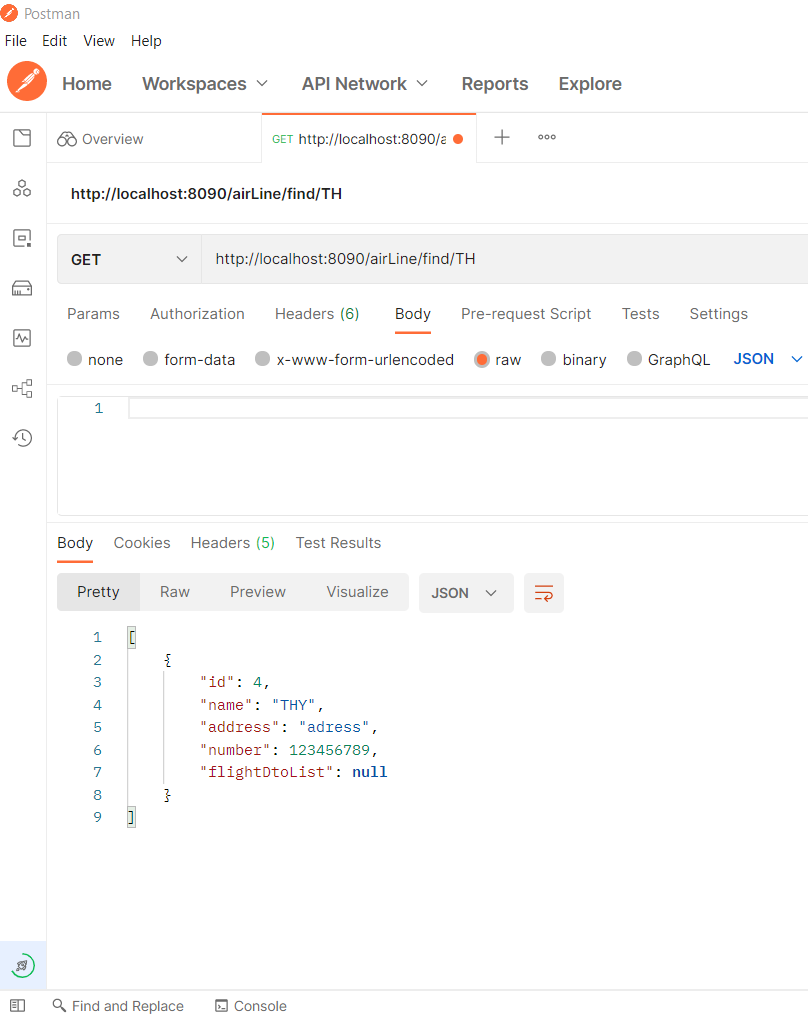 Postman
File Edit View Help
Home Workspaces API Network Reports Explore
Overview GET http://localhost:8090/a
http://localhost:8090/airLine/find/TH
GET http://localhost:8090/airLine/find/TH
Params Authorization Headers (6) Body Pre-request Script Tests Settings
none form-data x-www-form-urlencoded raw binary GraphQL JSON
1
Body Cookies Headers (5) Test Results
Pretty Raw Preview Visualize JSON
1 [
2 {
3 "id": 4,
4 "name": "THY",
5 "address": "adress",
6 "number": 123456789,
7 "flightDtoList": null
8 }
9 ]
Find and Replace Console